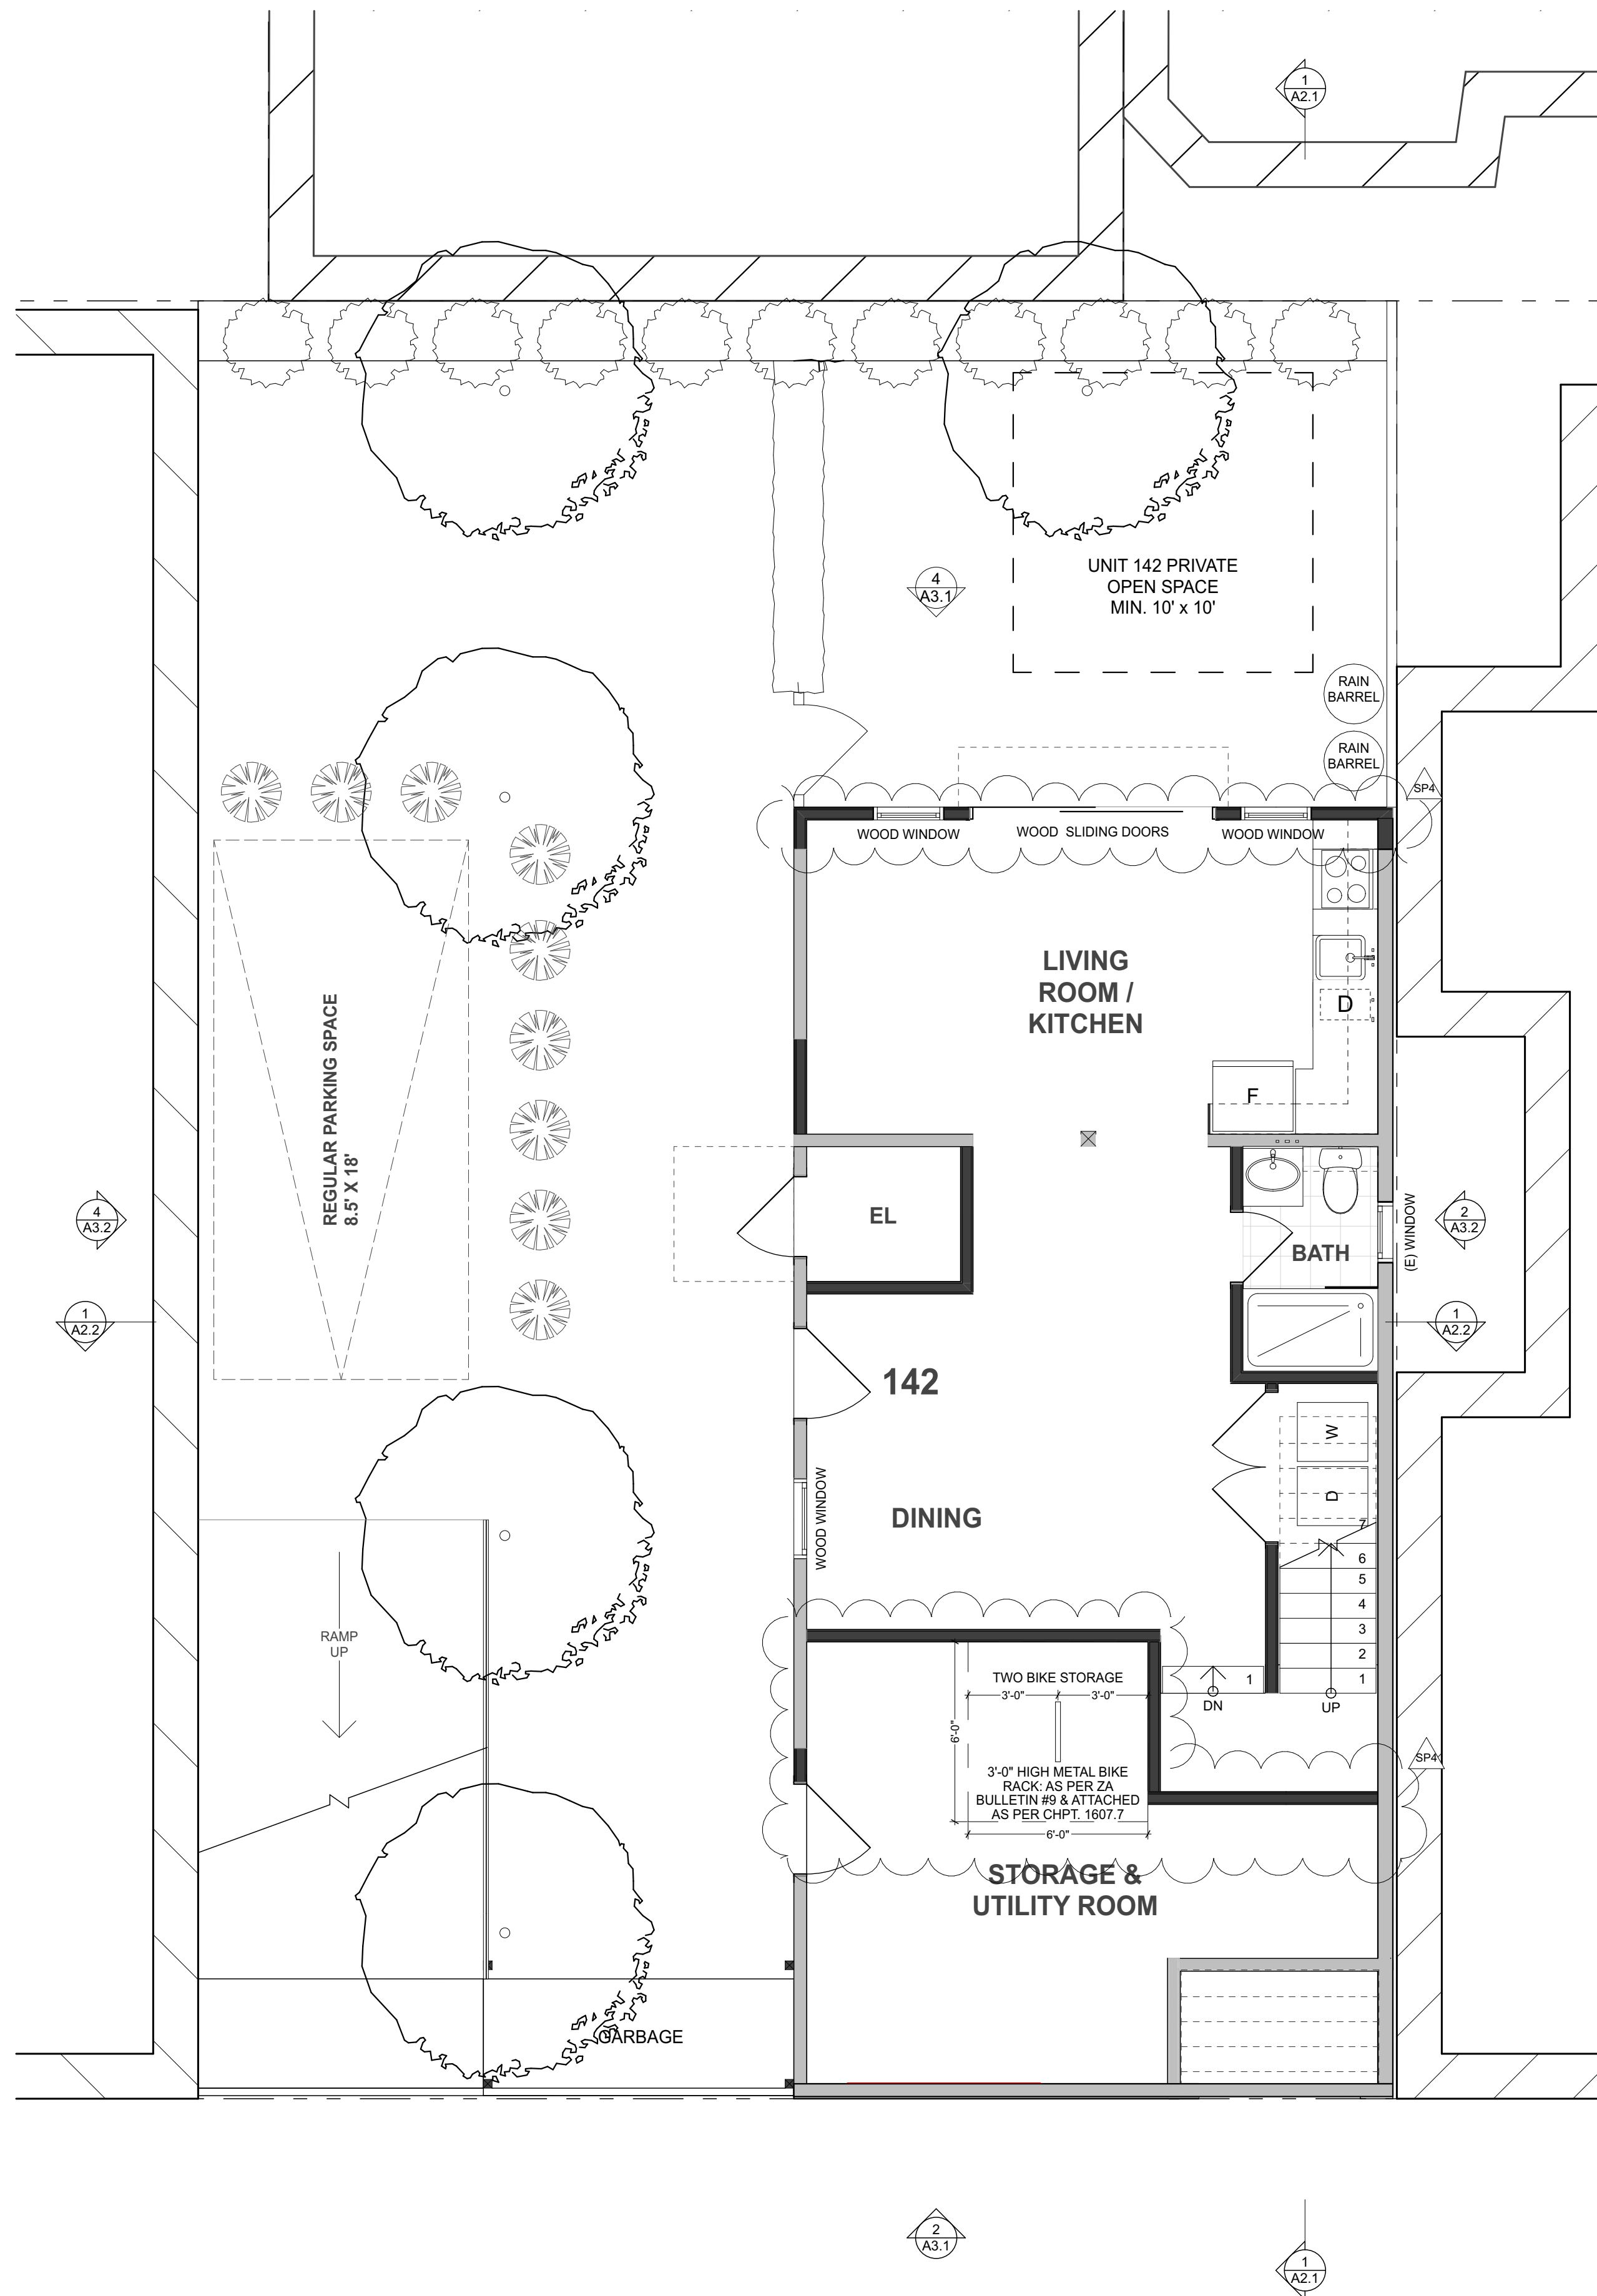 1
A2.1
4
A3.1
UNIT 142 PRIVATE
OPEN SPACE
MIN. 10' x 10'
RAIN
BARREL
RAIN
BARREL
SP4
WOOD WINDOW
WOOD SLIDING DOORS
WOOD WINDOW
LIVING
ROOM /
KITCHEN
D
F
REGULAR PARKING SPACE
8.5' X 18'
EL
BATH
(E) WINDOW
4
A3.2
2
A3.2
1
A2.2
1
A2.2
142
W
D
WOOD WINDOW
DINING
7
6
5
4
3
2
1
1
DN
UP
RAMP
UP
TWO BIKE STORAGE
3'-0"
3'-0"
6'-0"
3'-0" HIGH METAL BIKE
RACK: AS PER ZA
BULLETIN #9 & ATTACHED
AS PER CHPT. 1607.7
6'-0"
SP4
STORAGE &
UTILITY ROOM
GARBAGE
2
A3.1
1
A2.1